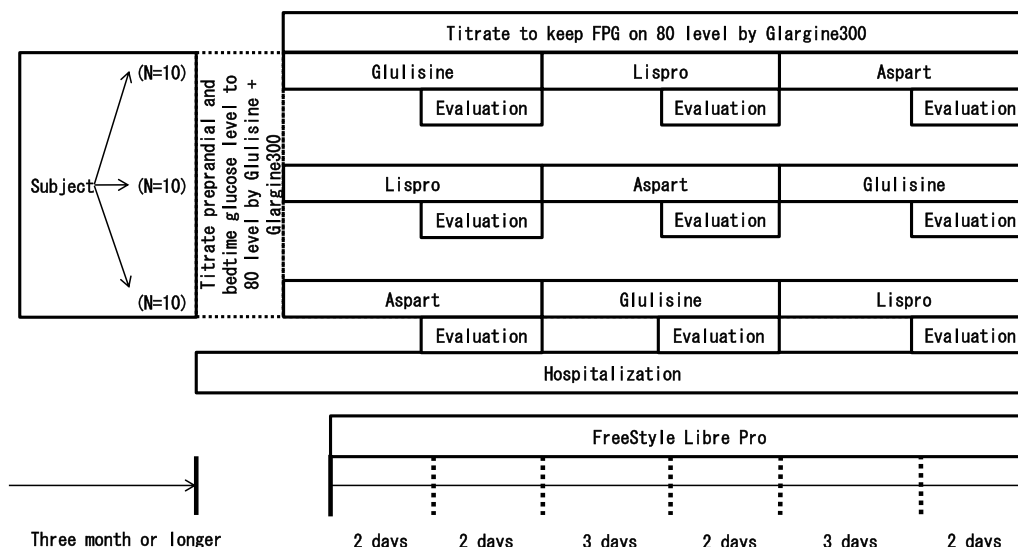 Titrate to keep FPG on 80 level by Glargine300
Subject
(N=10)
(N=10)
(N=10)
Titrate preprandial and
bedtime glucose level to
80 level by Glulisine +
Glargine300
Glulisine Lispro Aspart
Evaluation Evaluation Evaluation
Lispro Aspart Glulisine
Evaluation Evaluation Evaluation
Aspart Glulisine Lispro
Evaluation Evaluation Evaluation
Hospitalization
FreeStyle Libre Pro
Three month or longer 2 days 2 days 3 days 2 days 3 days 2 days